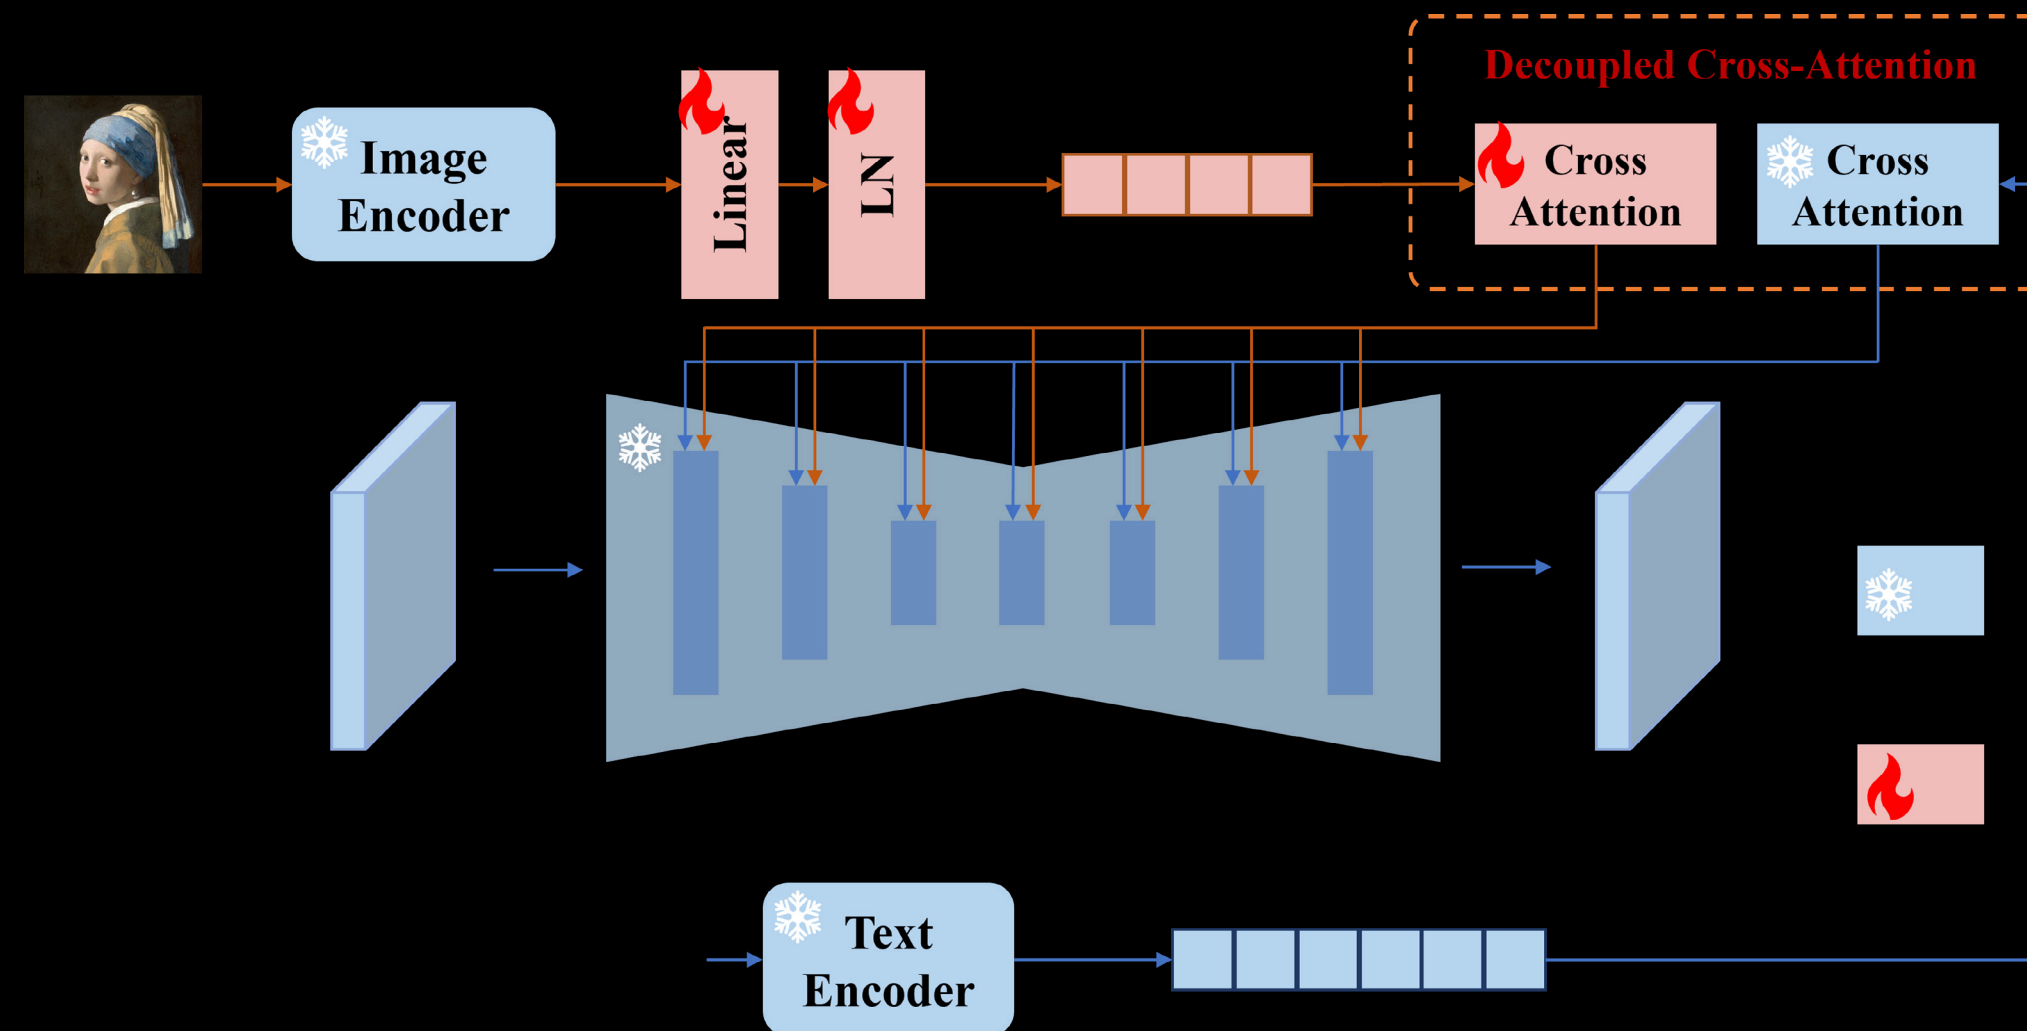 Decoupled Cross-Attention
Image
Encoder
Linear
LN
Cross
Attention
Cross
Attention
Text
Encoder